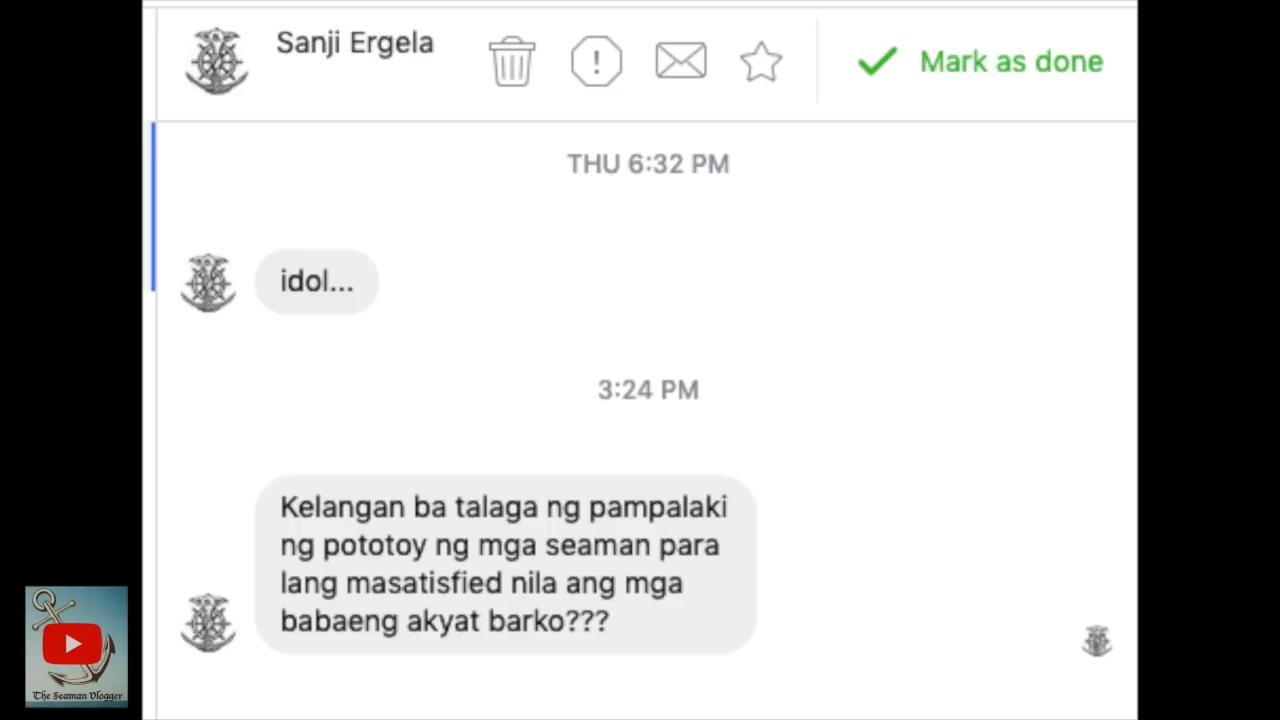 Sanji Ergela
Mark as done
THU 6:32 PM
idol...
3:24 PM
Kelangan ba talaga ng pampalaki
ng pototoy ng mga seaman para
lang masatisfied nila ang mga
babaeng akyat barko???
The Seaman Vlogger